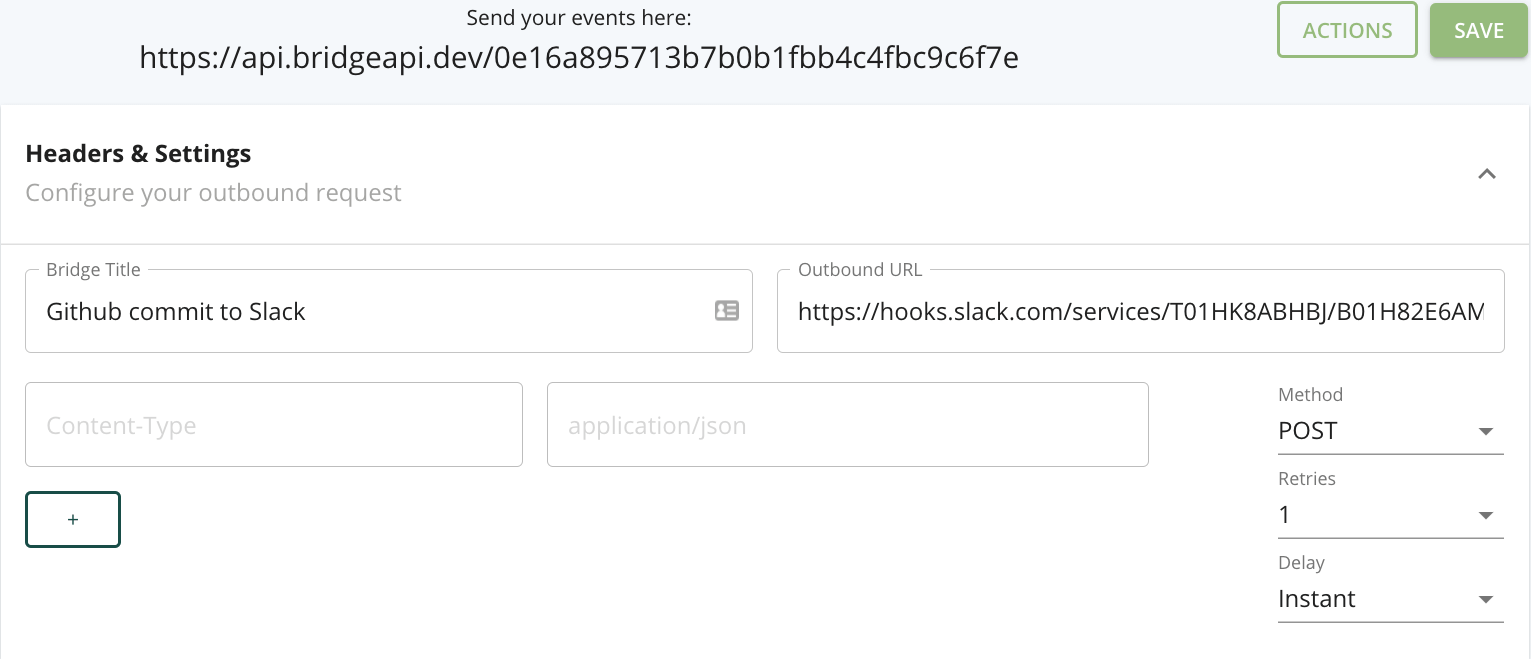 Send your events here:
https://api.bridgeapi.dev/0e16a895713b7b0b1fbb4c4fbc9c6f7e
ACTIONS
SAVE
Headers & Settings
Configure your outbound request
Bridge Title
Github commit to Slack
Outbound URL
https://hooks.slack.com/services/T01HK8ABHBJ/B01H82E6AM
Content-Type
application/json
Method
POST
Retries
1
Delay
Instant
+